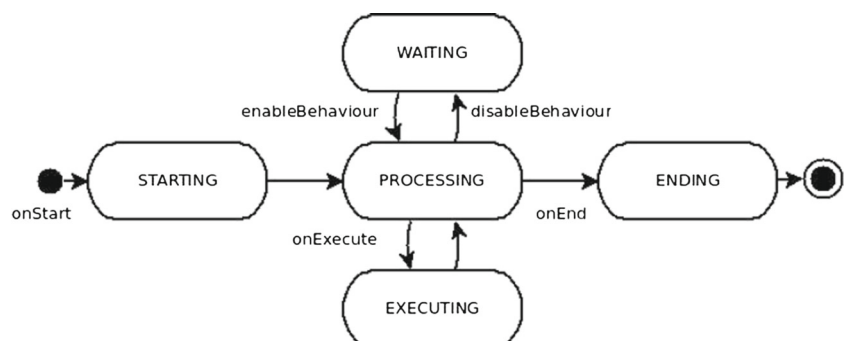 WAITING
enableBehaviour
disableBehaviour
STARTING
PROCESSING
ENDING
onStart
onEnd
onExecute
EXECUTING